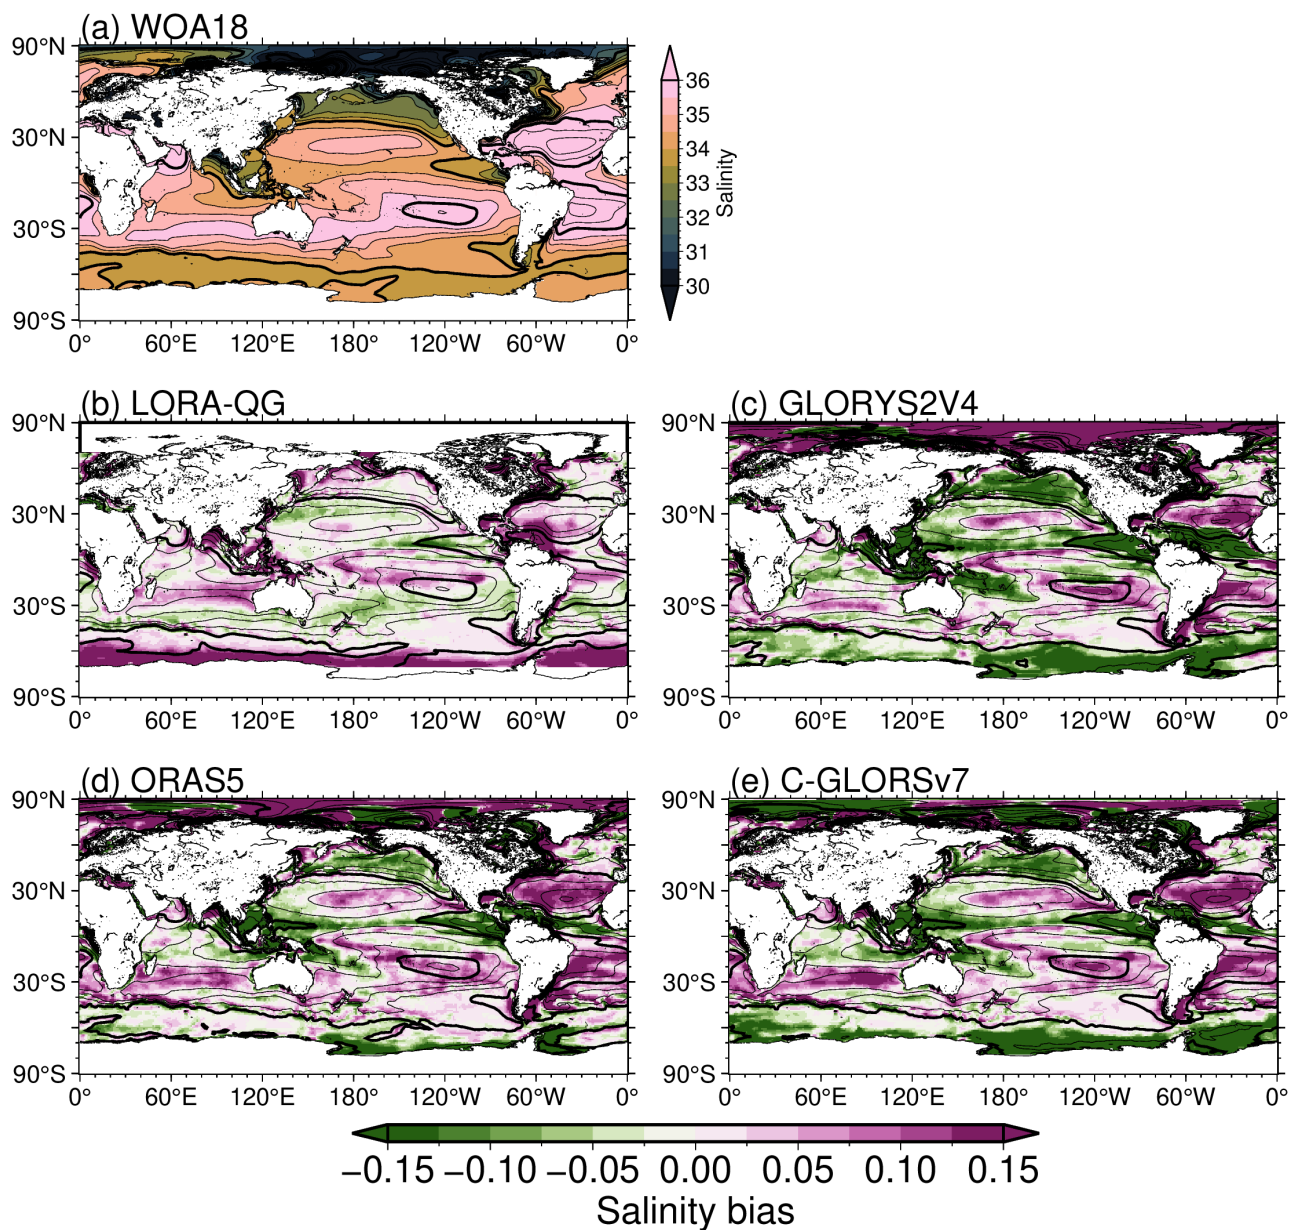 (a) WOA18
90°N
30°N
30°S
90°S
0° 60°E 120°E 180° 120°W 60°W 0°
36
35
34
33
32
31
30
Salinity
(b) LORA-QG
90°N
30°N
30°S
90°S
0° 60°E 120°E 180° 120°W 60°W 0°
(c) GLORYS2V4
90°N
30°N
30°S
90°S
0° 60°E 120°E 180° 120°W 60°W 0°
(d) ORAS5
90°N
30°N
30°S
90°S
0° 60°E 120°E 180° 120°W 60°W 0°
(e) C-GLORSv7
90°N
30°N
30°S
90°S
0° 60°E 120°E 180° 120°W 60°W 0°
−0.15 −0.10 −0.05 0.00 0.05 0.10 0.15
Salinity bias